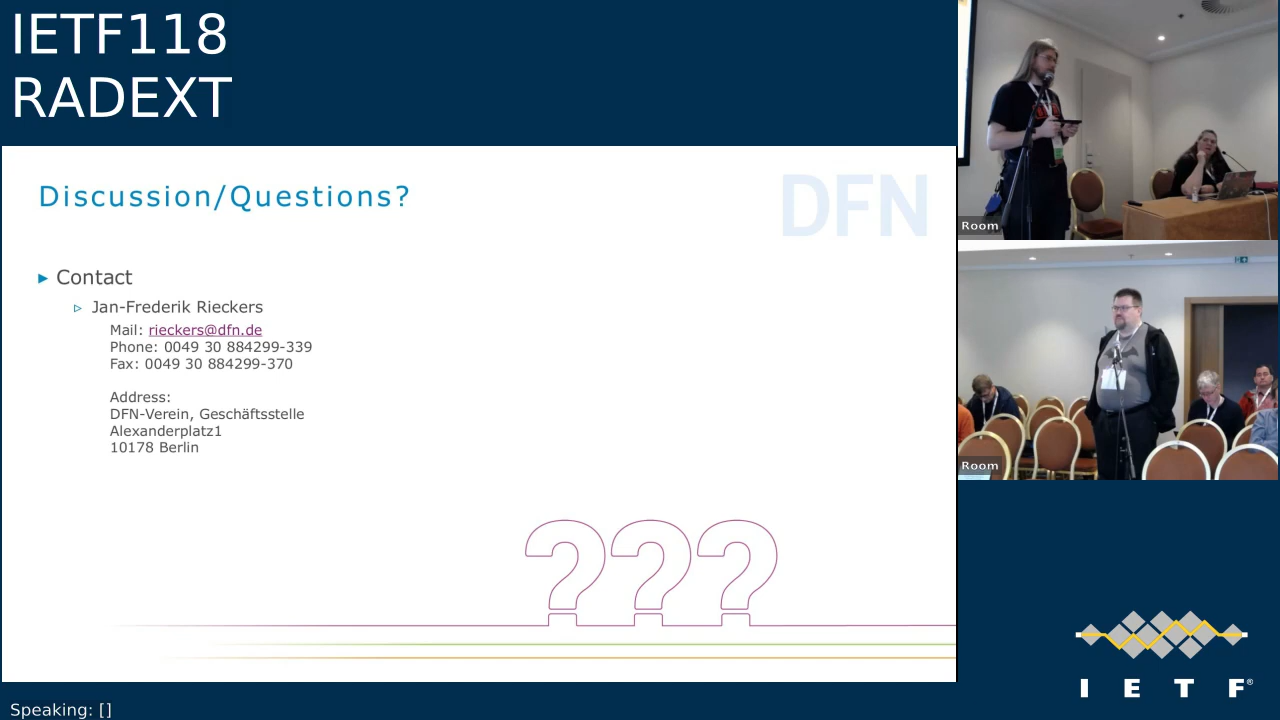 IETF118
RADEXT
Discussion/Questions?
DFN
Contact
Jan-Frederik Rieckers
Mail: rieckers@dfn.de
Phone: 0049 30 884299-339
Fax: 0049 30 884299-370
Address:
DFN-Verein, Geschäftsstelle
Alexanderplatz1
10178 Berlin
???
Room
Room
I E T F®
Speaking: []